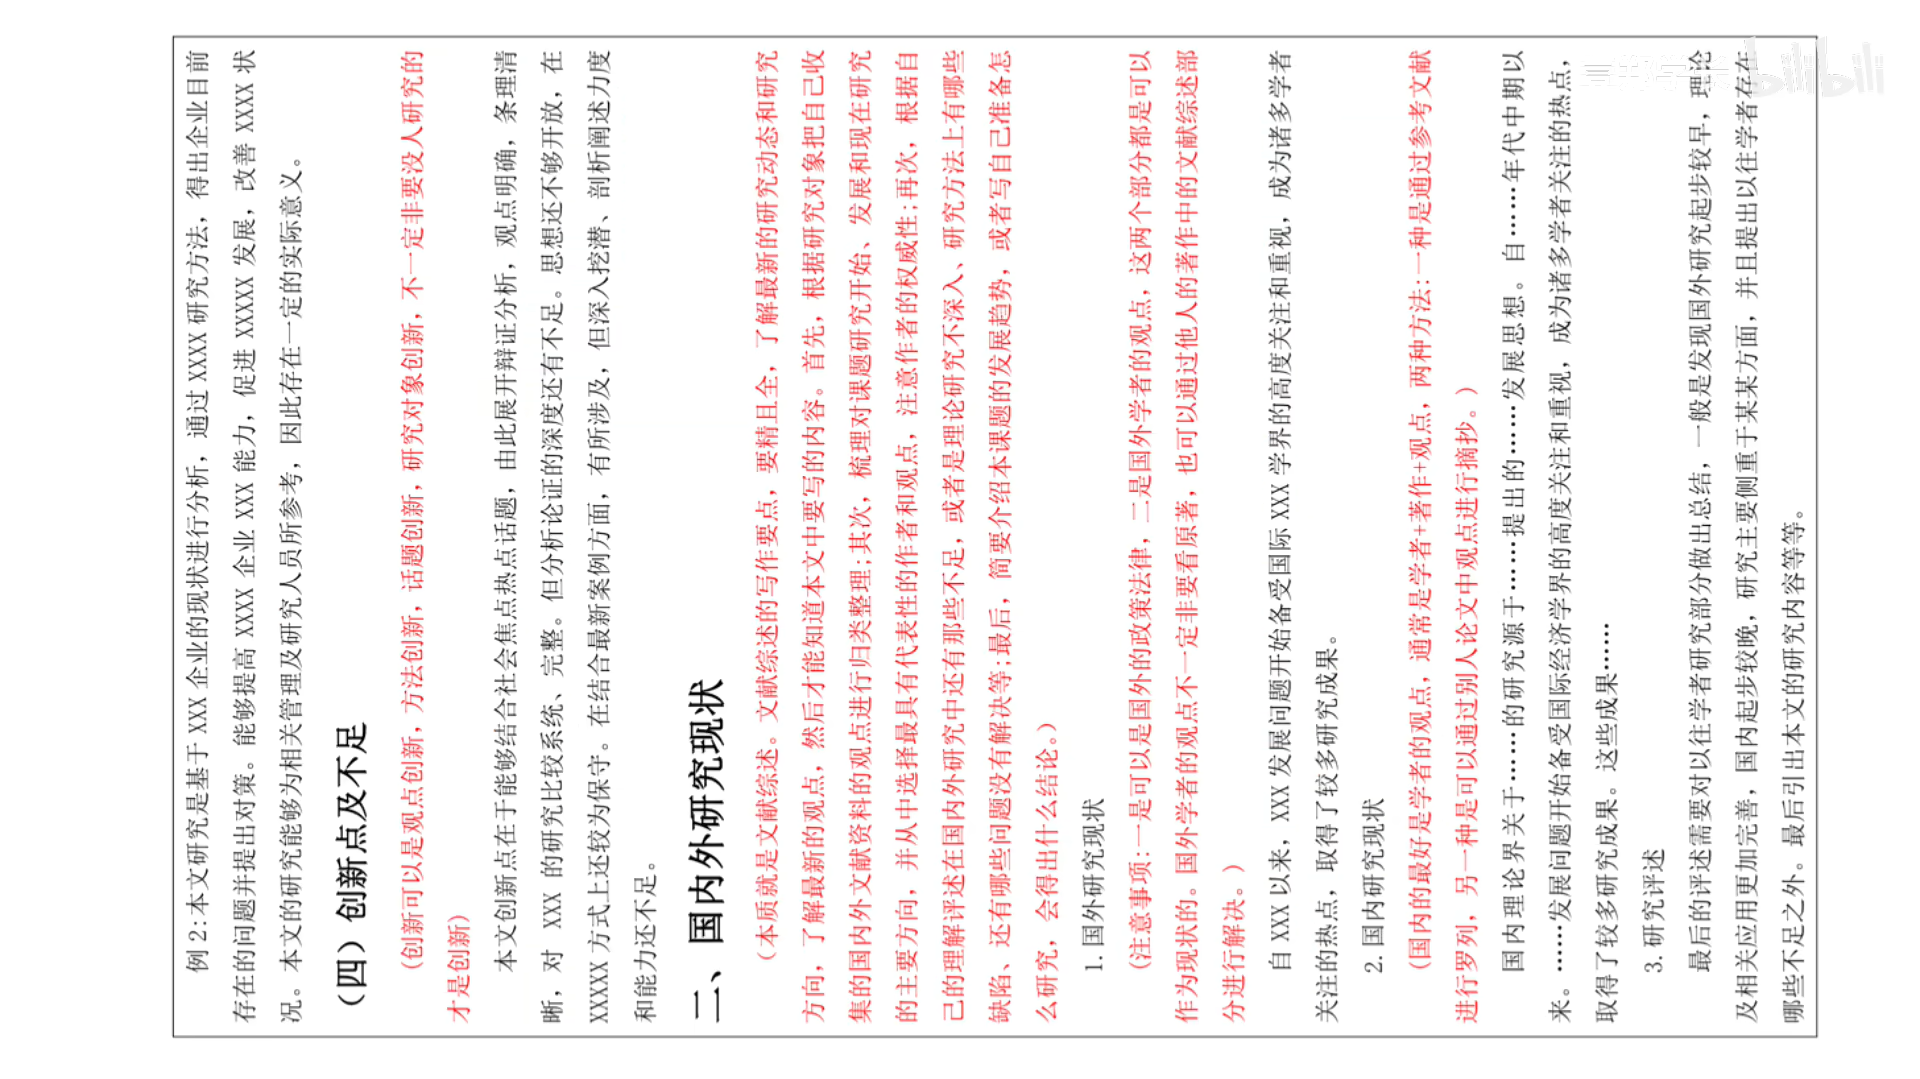 例 2:本文研究是基于 XXX 企业的现状进行分析，通过 XXXX 研究方法，得出企业目前
存在的问题并提出对策。能够提高 XXXX 企业 XXX 能力，促进 XXXXX 发展，改善 XXXX 状
况。本文的研究能够为相关管理及研究人员所参考，因此存在一定的实际意义。
（四）创新点及不足
（创新可以是观点创新，方法创新，话题创新，研究对象创新，不一定非要没人研究的
才是创新）
本文创新点在于能够结合社会焦点热点话题，由此展开辩证分析，观点明确，条理清
晰，对 XXX 的研究比较系统、完整。但分析论证的深度还有不足。思想还不够开放，在
XXXXX 方式上还较为保守。在结合最新案例方面，有所涉及，但深入挖潜、剖析阐述力度
和能力还不足。
二、国内外研究现状
（本质就是文献综述。文献综述的写作要点，要精且全，了解最新的研究动态和研究
方向，了解最新的观点，然后才能知道本文中要写的内容。首先，根据研究对象把自己收
集的国内外文献资料的观点进行归类整理;其次，梳理对课题研究开始、发展和现在研究
的主要方向，并从中选择最具有代表性的作者和观点，注意作者的权威性;再次，根据自
己的理解评述在国内外研究中还有那些不足，或者是理论研究不深入、研究方法上有哪些
缺陷、还有哪些问题没有解决等;最后，简要介绍本课题的发展趋势，或者写自己准备怎
么研究，会得出什么结论。）
1. 国外研究现状
（注意事项:一是可以是国外的政策法律，二是国外学者的观点，这两个部分都是可以
作为现状的。国外学者的观点不一定非要看原著，也可以通过他人的著作中的文献综述部
分进行解决。）
自 XXX 以来，XXX 发展问题开始备受国际 XXX 学界的高度关注和重视，成为诸多学者
关注的热点，取得了较多研究成果。
2. 国内研究现状
（国内的最好是学者的观点，通常是学者+著作+观点，两种方法:一种是通过参考文献
进行罗列，另一种是可以通过别人论文中观点进行摘抄。）
国内理论界关于……的研究源于……提出的……发展思想。自……年代中期以
来。……发展问题开始备受国际经济学界的高度关注和重视，成为诸多学者关注的热点，
取得了较多研究成果。这些成果……
3. 研究评述
最后的评述需要对以往学者研究部分做出总结，一般是发现国外研究起步较早，理论
及相关应用更加完善，国内起步较晚，研究主要侧重于某某方面，并且提出以往学者存在
哪些不足之外。最后引出本文的研究内容等等。
bilibili